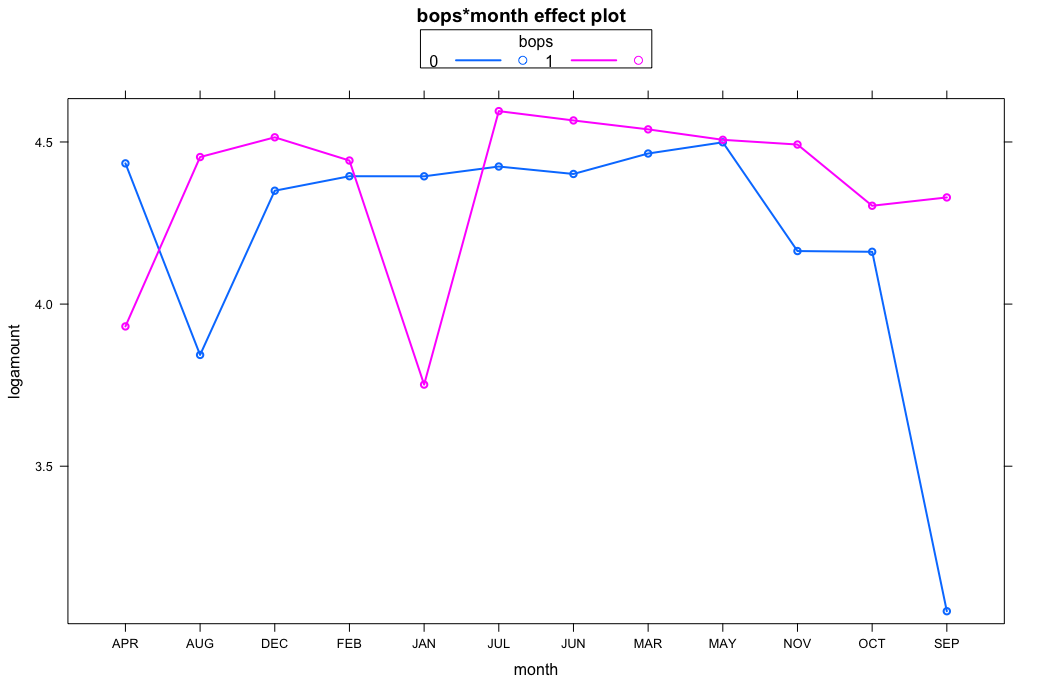 bops*month effect plot
bops
0 1
4.5
4.0
3.5
logamount
APR AUG DEC FEB JAN JUL JUN MAR MAY NOV OCT SEP
month